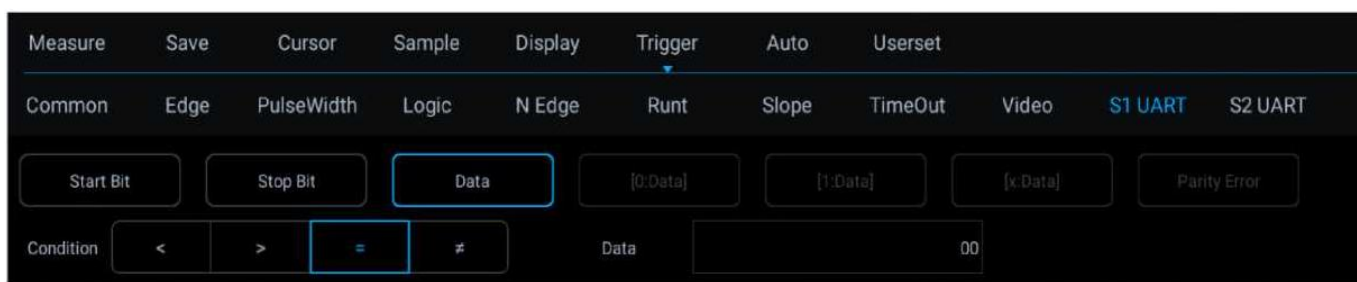 Measure Save Cursor Sample Display Trigger Auto Userset
Common Edge PulseWidth Logic N Edge Runt Slope TimeOut Video S1 UART S2 UART
Start Bit Stop Bit Data [0:Data] [1:Data] [x:Data] Parity Error
Condition < > = ≠ Data 00